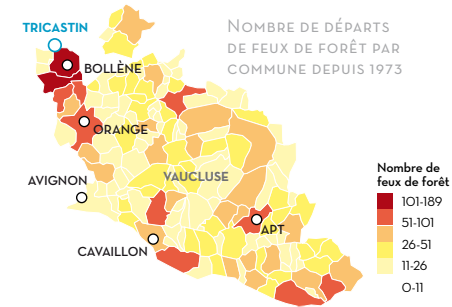 TRICASTIN
NOMBRE DE DÉPARTS
DE FEUX DE FORÊT PAR
COMMUNE DEPUIS 1973
BOLLÈNE
ORANGE
VAUCLUSE
AVIGNON
APT
CAVAILLON
Nombre de
feux de forêt
101-189
51-101
26-51
11-26
0-11